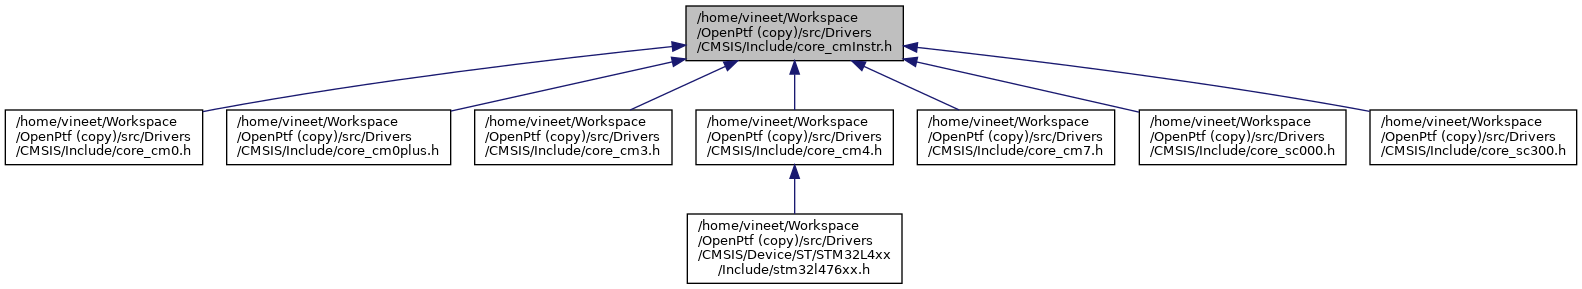 /home/vineet/Workspace
/OpenPtf (copy)/src/Drivers
/CMSIS/Include/core_cmInstr.h
/home/vineet/Workspace
/OpenPtf (copy)/src/Drivers
/CMSIS/Include/core_cm0.h
/home/vineet/Workspace
/OpenPtf (copy)/src/Drivers
/CMSIS/Include/core_cm0plus.h
/home/vineet/Workspace
/OpenPtf (copy)/src/Drivers
/CMSIS/Include/core_cm3.h
/home/vineet/Workspace
/OpenPtf (copy)/src/Drivers
/CMSIS/Include/core_cm4.h
/home/vineet/Workspace
/OpenPtf (copy)/src/Drivers
/CMSIS/Include/core_cm7.h
/home/vineet/Workspace
/OpenPtf (copy)/src/Drivers
/CMSIS/Include/core_sc000.h
/home/vineet/Workspace
/OpenPtf (copy)/src/Drivers
/CMSIS/Include/core_sc300.h
/home/vineet/Workspace
/OpenPtf (copy)/src/Drivers
/CMSIS/Device/ST/STM32L4xx
/Include/stm32l476xx.h